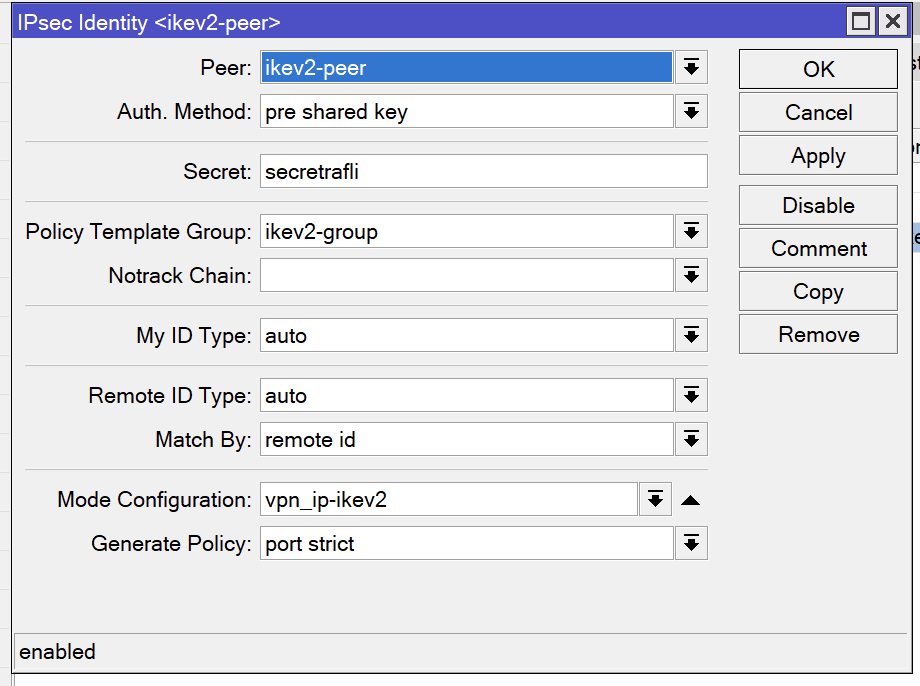 IPsec Identity <ikev2-peer>
Peer: ikev2-peer
OK
Auth. Method: pre shared key
Cancel
Apply
Secret: secretrafli
Disable
Policy Template Group: ikev2-group
Comment
Notrack Chain:
Copy
My ID Type: auto
Remove
Remote ID Type: auto
Match By: remote id
Mode Configuration: vpn_ip-ikev2
Generate Policy: port strict
enabled